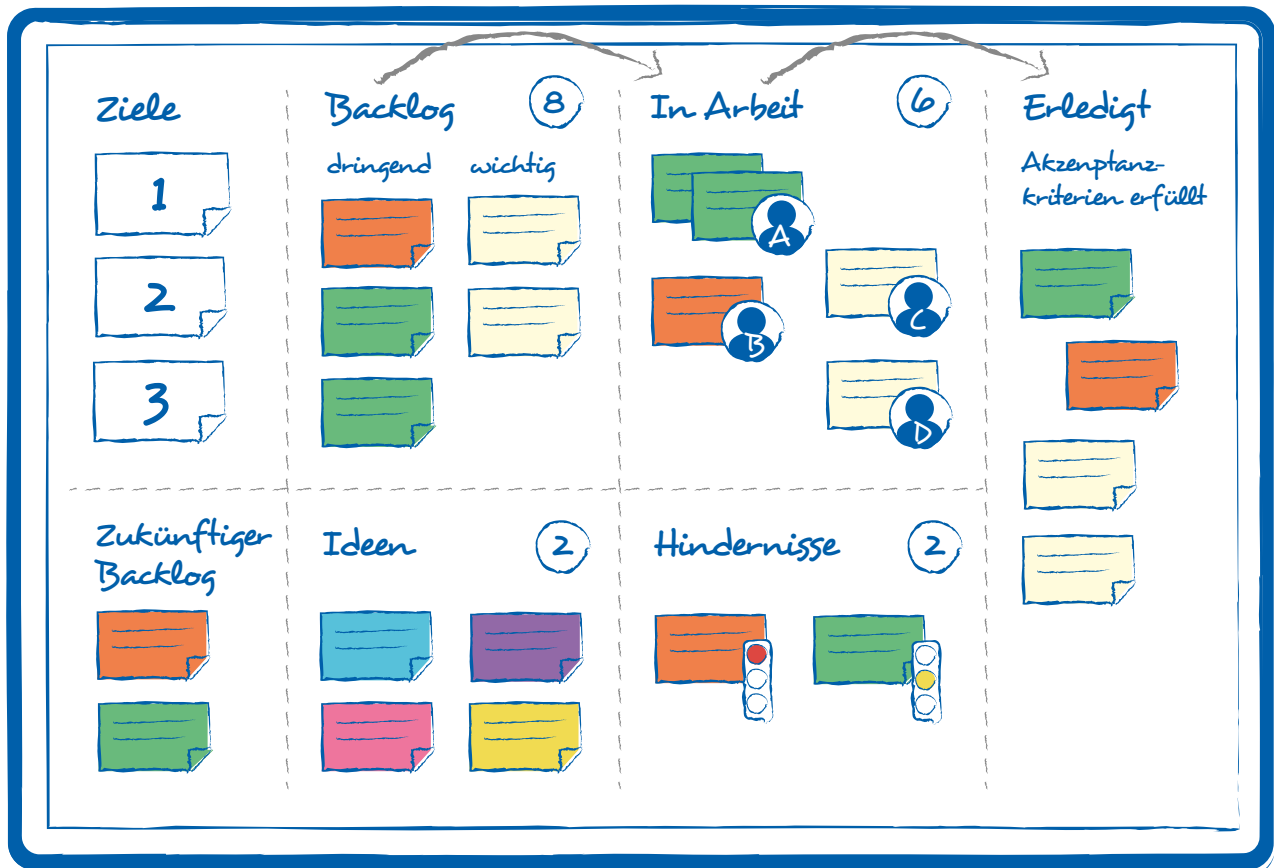 Ziele
1
2
3
Backlog 8
dringend wichtig
In Arbeit 6
A
B
C
D
Erledigt
Akzenptanz-
kriterien erfüllt
Zukünftiger
Backlog
Ideen 2
Hindernisse 2